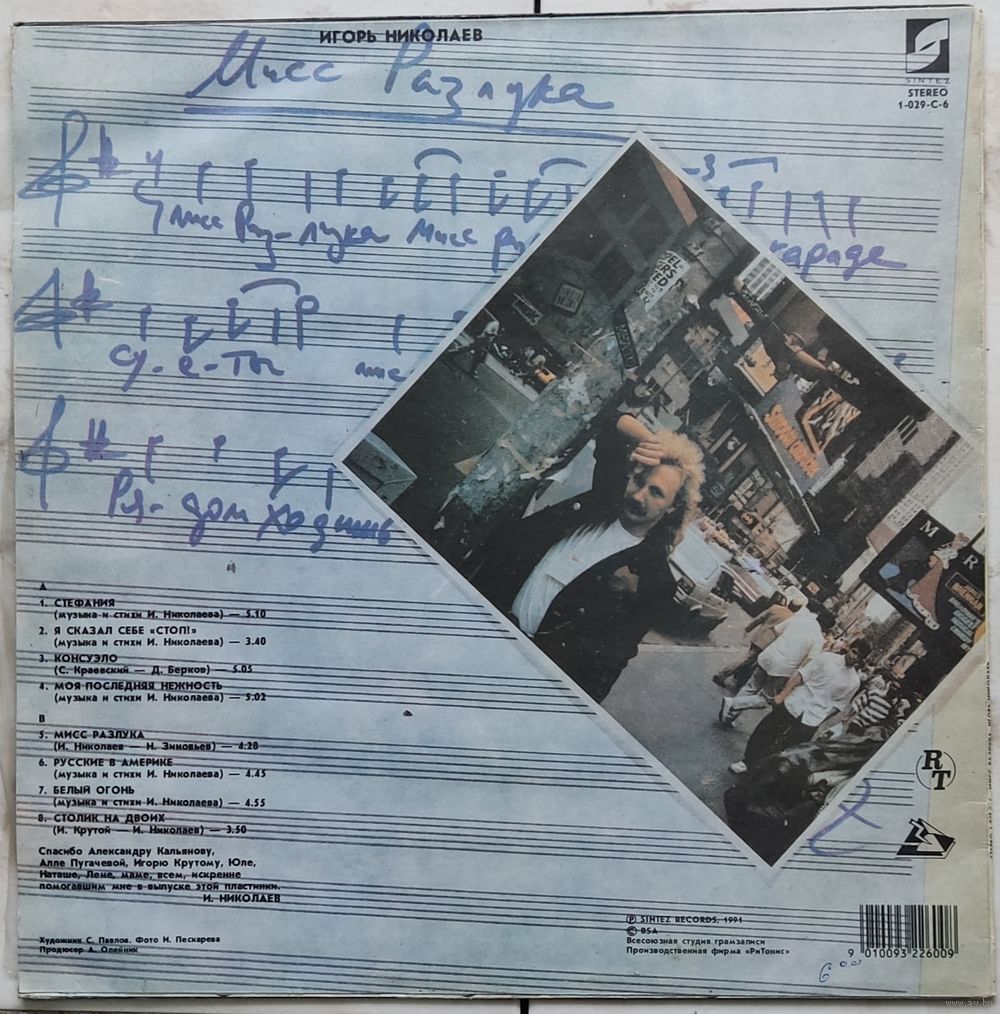 ИГОРЬ НИКОЛАЕВ
Мисс Разлука
SINTEZ
STEREO
1-029-С-6
мисс Раз-лука Мисс
су-е-ты
Ря-дом ходишь
M R
А
1. СТЕФАНИЯ
(музыка и стихи И. Николаева) — 5.10
2. Я СКАЗАЛ СЕБЕ «СТОП!»
(музыка и стихи И. Николаева) — 3.40
3. КОНСУЭЛО
(С. Краевский — Д. Берков) — 5.05
4. МОЯ ПОСЛЕДНЯЯ НЕЖНОСТЬ
(музыка и стихи И. Николаева) — 5.02
В
5. МИСС РАЗЛУКА
(И. Николаев — Н. Зиновьев) — 4.28
6. РУССКИЕ В АМЕРИКЕ
(музыка и стихи И. Николаева) — 4.45
7. БЕЛЫЙ ОГОНЬ
(музыка и стихи И. Николаева) — 4.55
8. СТОЛИК НА ДВОИХ
(И. Крутой — И. Николаев) — 3.50
Спасибо Александру Кальянову,
Алле Пугачевой, Игорю Крутому, Юле,
Наташе, Лене, маме, всем, искренне
помогавшим мне в выпуске этой пластинки.
И. НИКОЛАЕВ
Художник С. Павлов. Фото И. Пескарева
Продюсер А. Олейник
RT
Ⓟ SINTEZ RECORDS, 1991
© BSA
Всесоюзная студия грамзаписи
Производственная фирма «РиТонис»
9 010093 226009
6 00
www.ay.by